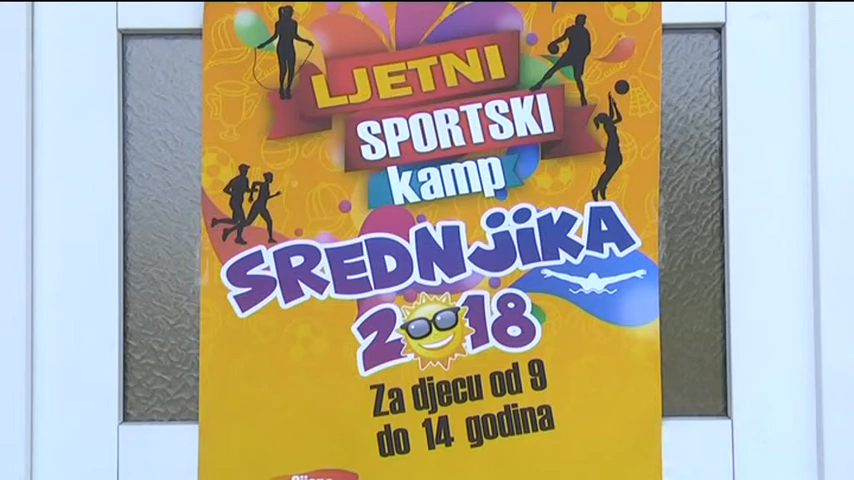 LJETNI
SPORTSKI
kamp
SREDNJiKA
2018
Za djecu od 9
do 14 godina